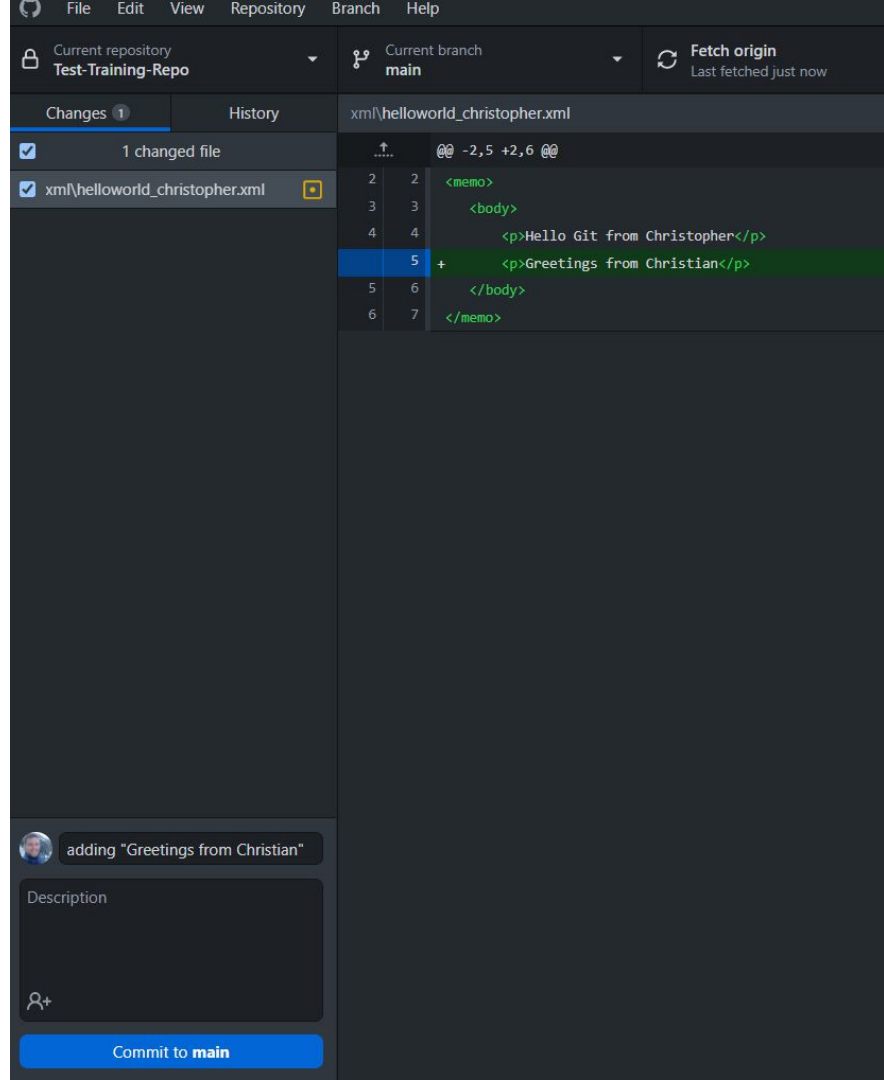 File Edit View Repository Branch Help
Current repository
Test-Training-Repo
Current branch
main
Fetch origin
Last fetched just now
Changes 1 History
1 changed file
xml\helloworld_christopher.xml
xml\helloworld_christopher.xml
@@ -2,5 +2,6 @@
2 2 <memo>
3 3 <body>
4 4 <p>Hello Git from Christopher</p>
5 + <p>Greetings from Christian</p>
5 6 </body>
6 7 </memo>
adding "Greetings from Christian"
Description
Commit to main